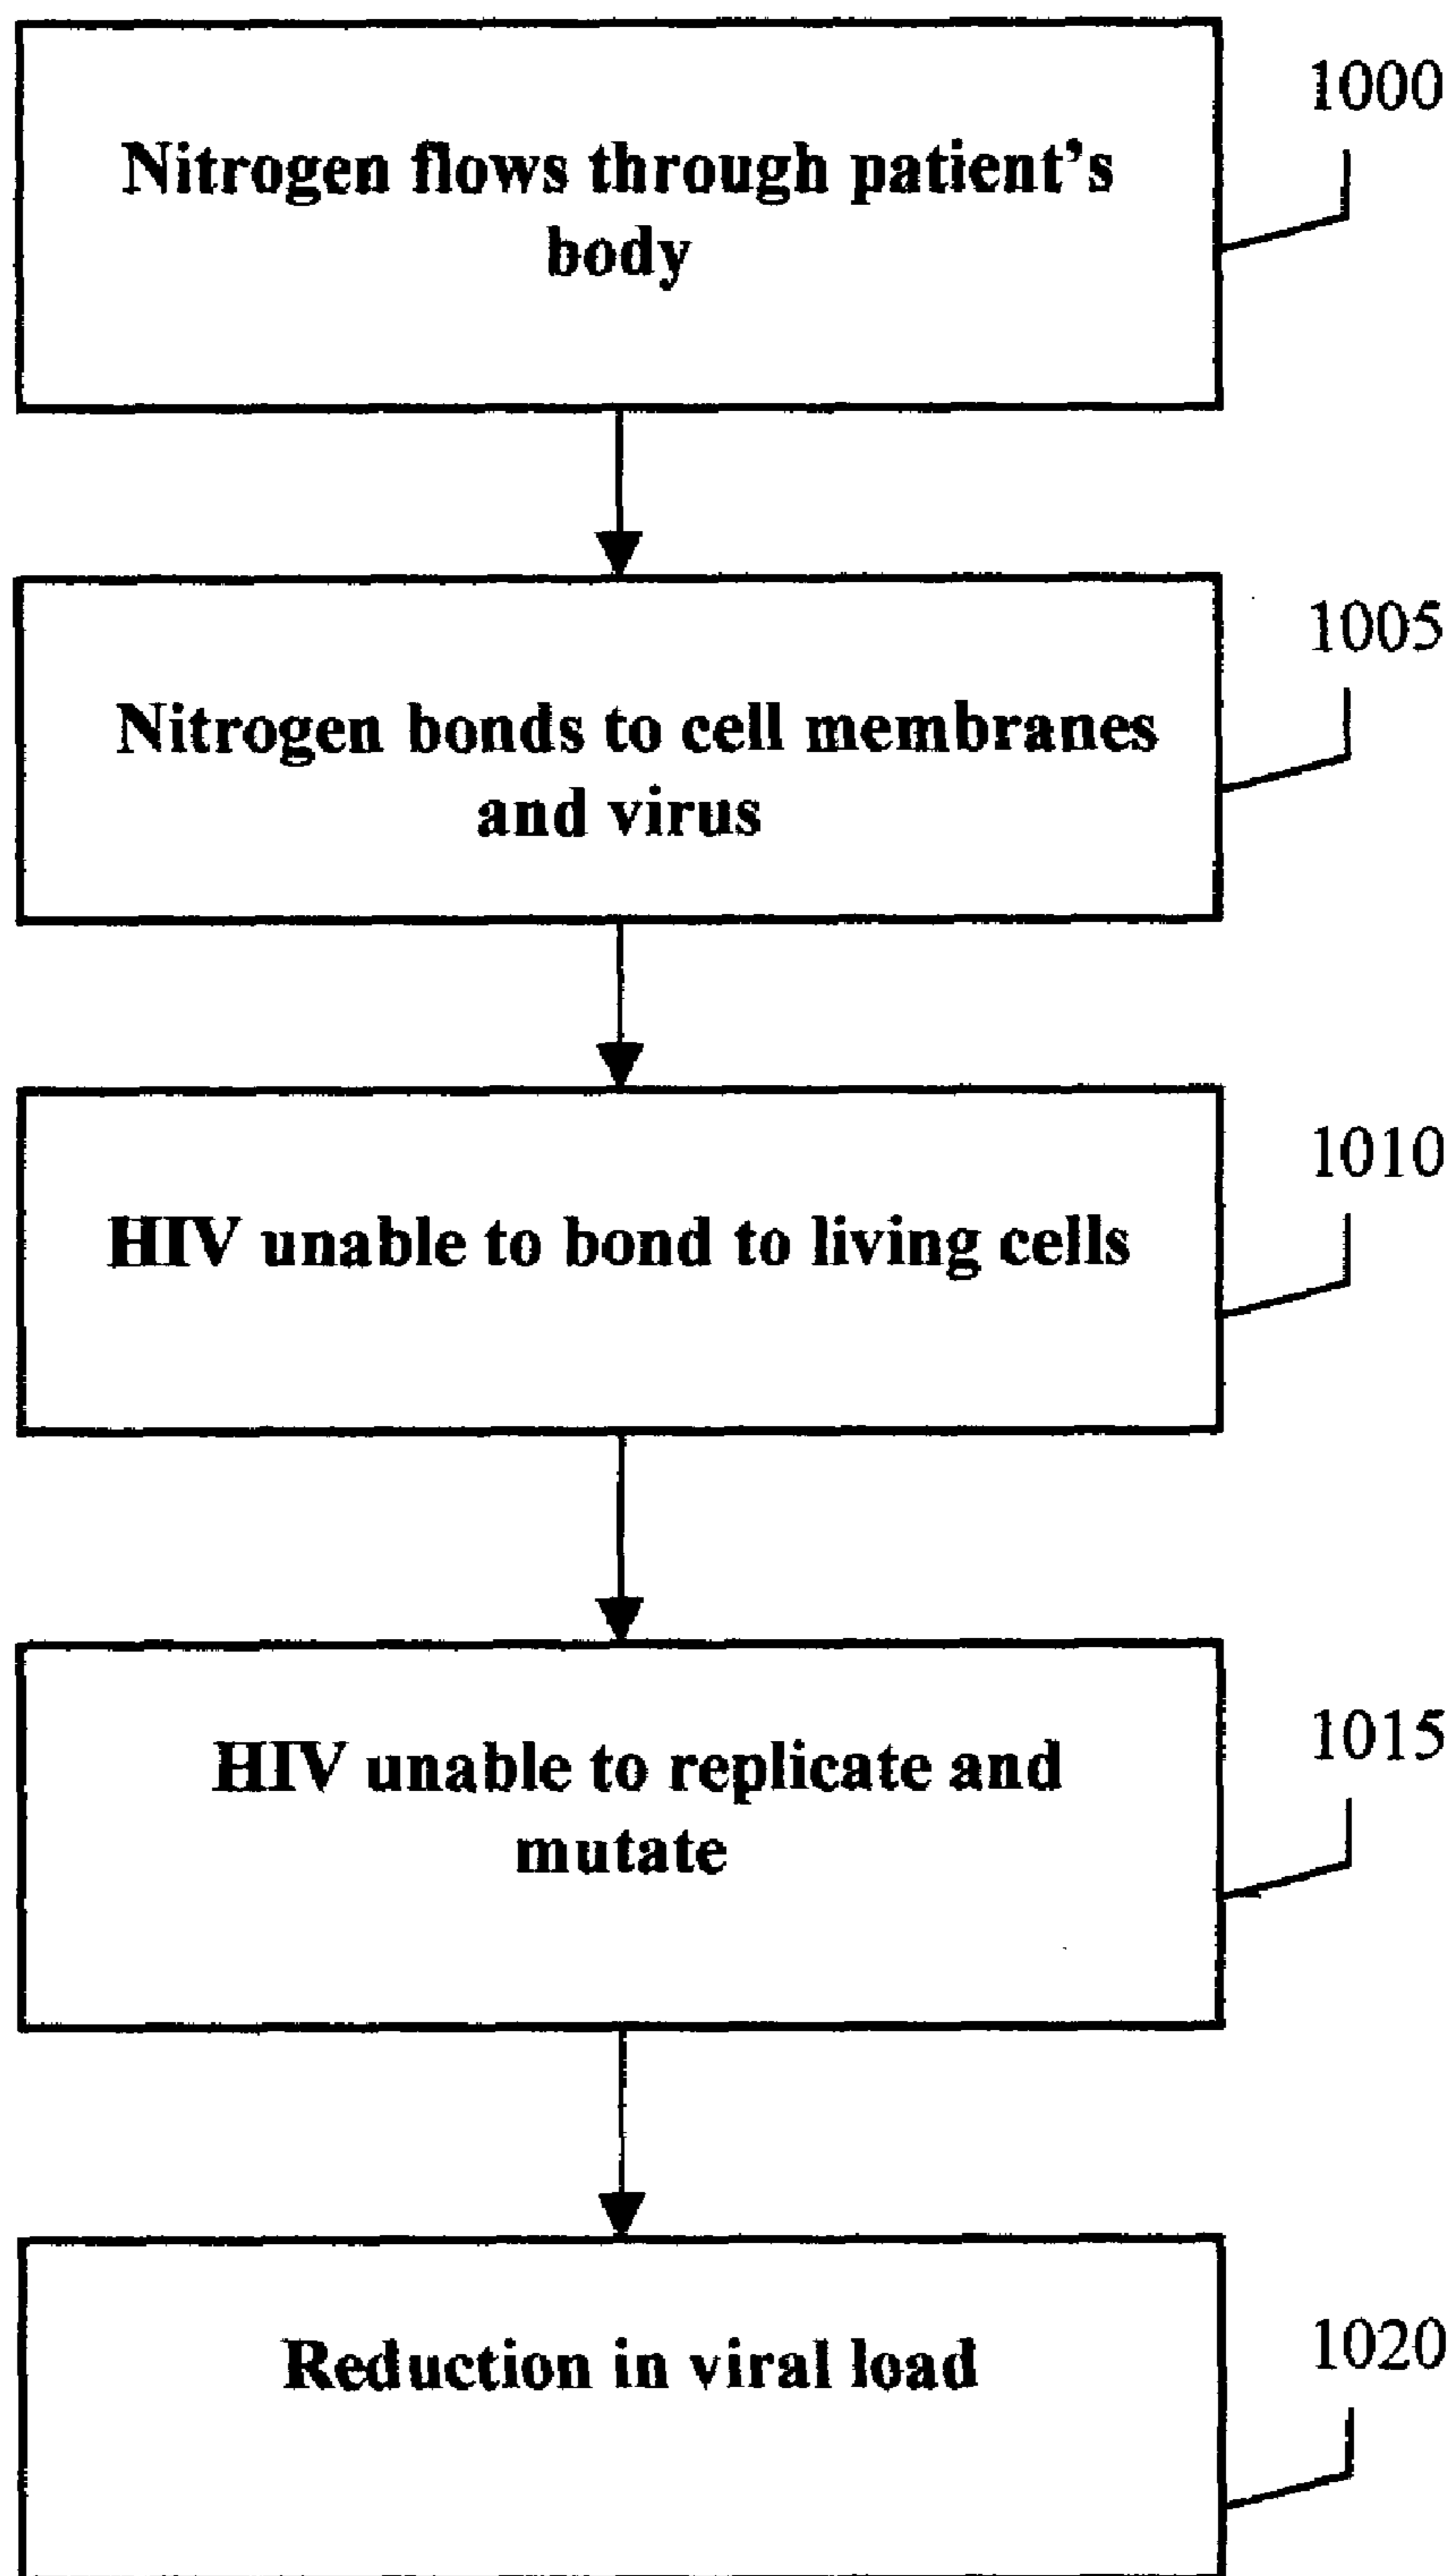 1000
Nitrogen flows through patient's
body
1005
Nitrogen bonds to cell membranes
and virus
1010
HIV unable to bond to living cells
1015
HIV unable to replicate and
mutate
1020
Reduction in viral load